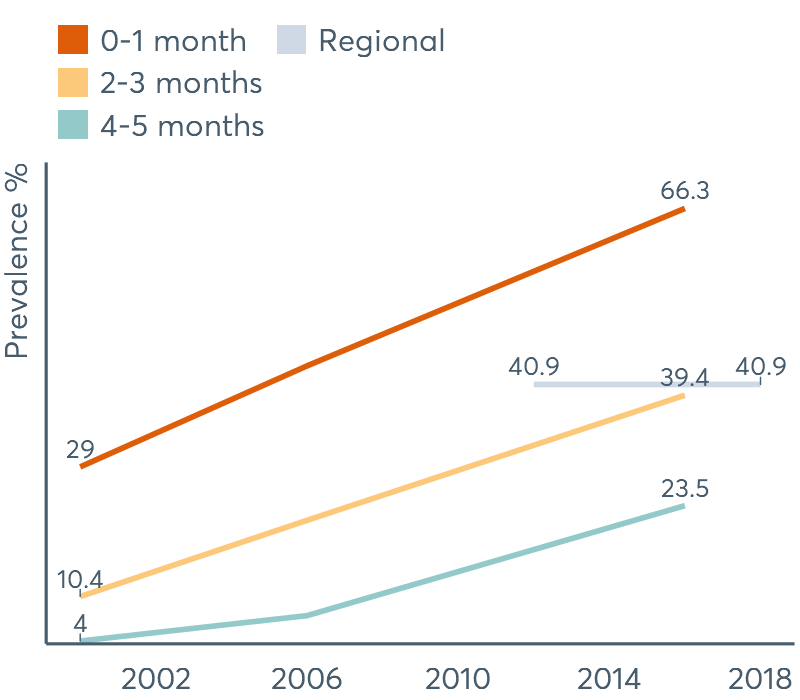 0-1 month
Regional
2-3 months
4-5 months
Prevalence %
66.3
40.9
39.4
40.9
29
23.5
10.4
4
2002 2006 2010 2014 2018